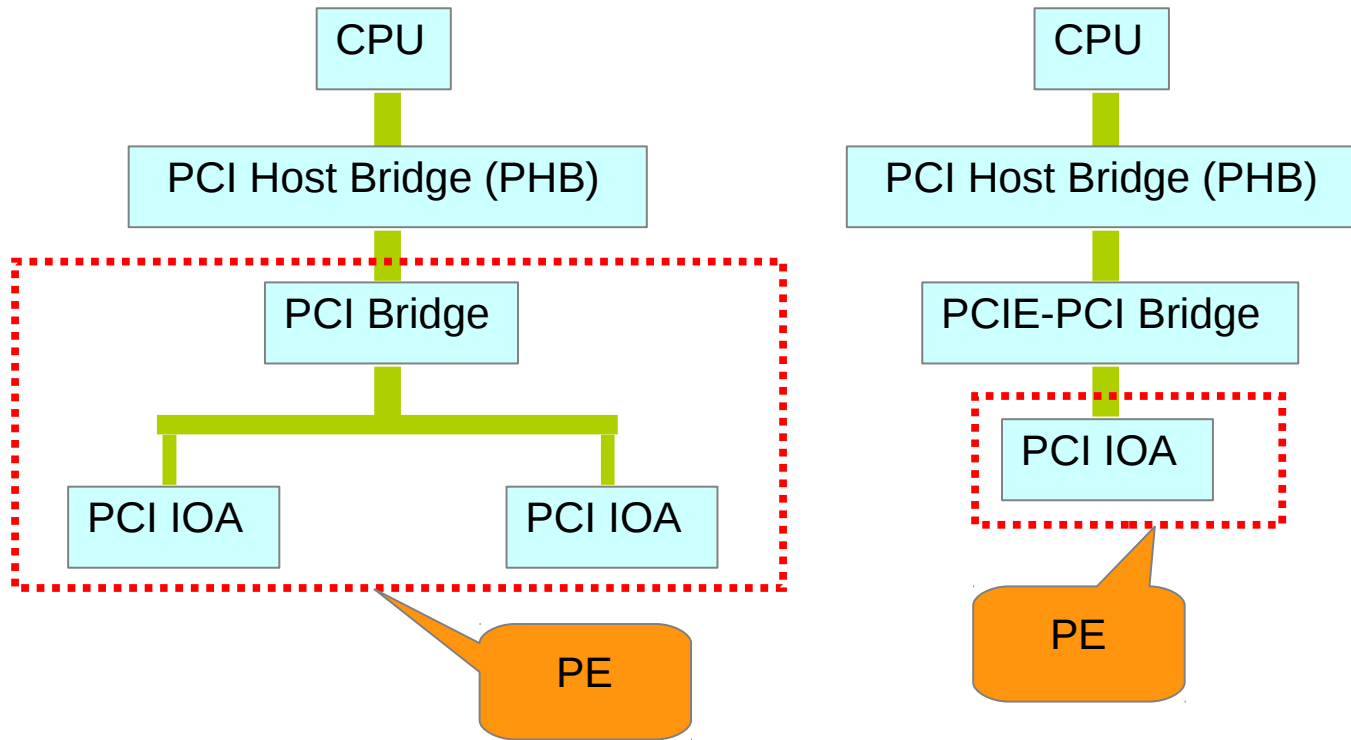 CPU
PCI Host Bridge (PHB)
PCI Bridge
PCI IOA
PCI IOA
PE
CPU
PCI Host Bridge (PHB)
PCIE-PCI Bridge
PCI IOA
PE